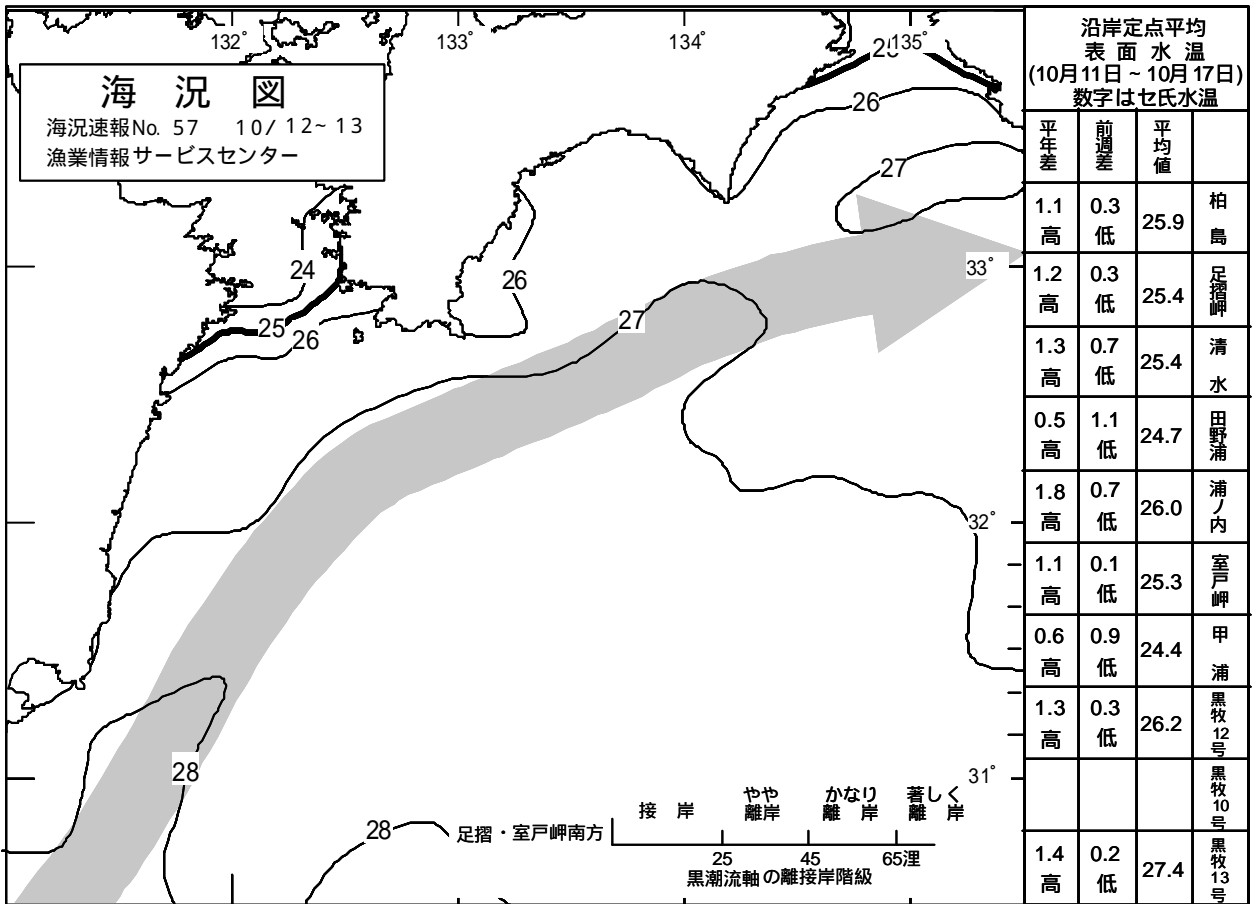 132°
133°
134°
135°
海 況 図
海況速報No. 57 10/ 12~ 13
漁業情報サービスセンター
26
27
24
25
26
26
27
33°
32°
31°
28
28
足摺・室戸岬南方
接 岸
やや
離岸
かなり
離 岸
著しく
離 岸
25 45 65浬
黒潮流軸の離接岸階級
沿岸定点平均
表 面 水 温
(10月11日 ~ 10月17日)
数字はセ氏水温
平年差 前週差 平均値
1.1高 0.3低 25.9 柏島
1.2高 0.3低 25.4 足摺岬
1.3高 0.7低 25.4 清水
0.5高 1.1低 24.7 田野浦
1.8高 0.7低 26.0 浦ノ内
1.1高 0.1低 25.3 室戸岬
0.6高 0.9低 24.4 甲浦
1.3高 0.3低 26.2 黒牧12号
黒牧10号
1.4高 0.2低 27.4 黒牧13号